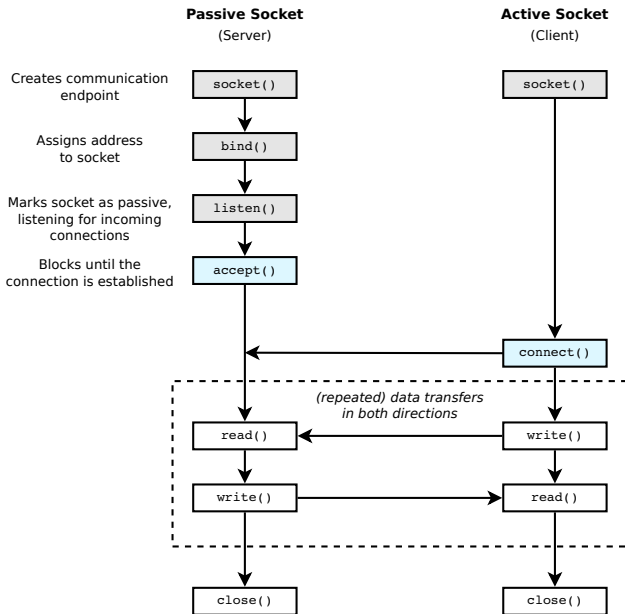 Passive Socket
(Server)
Active Socket
(Client)
Creates communication
endpoint
socket()
socket()
Assigns address
to socket
bind()
Marks socket as passive,
listening for incoming
connections
listen()
Blocks until the
connection is established
accept()
connect()
(repeated) data transfers
in both directions
read()
write()
write()
read()
close()
close()